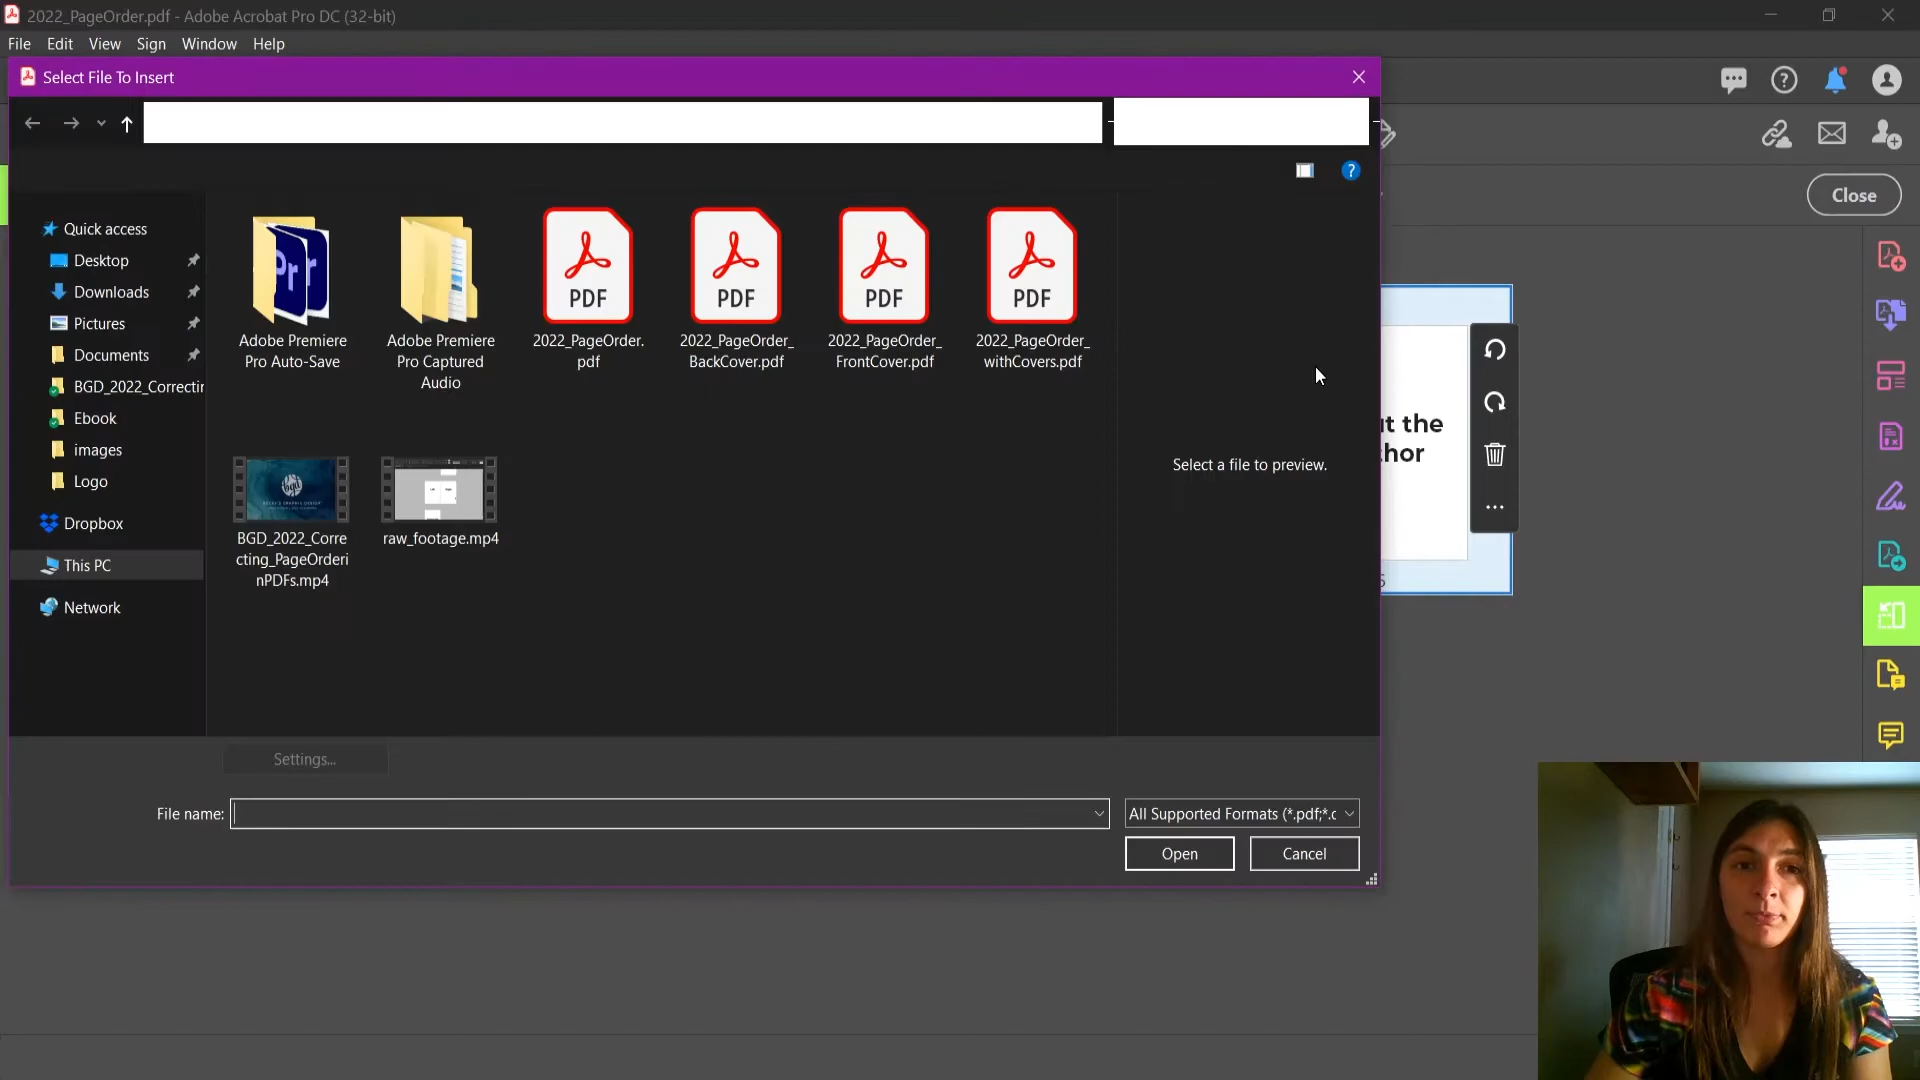 2022_PageOrder.pdf - Adobe Acrobat Pro DC (32-bit)
File Edit View Sign Window Help
Select File To Insert
Close
Quick access
Desktop
Downloads
Pictures
Documents
BGD_2022_Correctir
Ebook
images
Logo
Dropbox
This PC
Network
Adobe Premiere
Pro Auto-Save
Adobe Premiere
Pro Captured
Audio
PDF
2022_PageOrder.
pdf
PDF
2022_PageOrder_
BackCover.pdf
PDF
2022_PageOrder_
FrontCover.pdf
PDF
2022_PageOrder_
withCovers.pdf
BGD_2022_Corre
cting_PageOrderi
nPDFs.mp4
raw_footage.mp4
Select a file to preview.
ut the
thor
Settings...
File name:
All Supported Formats (*.pdf;*.c
Open
Cancel